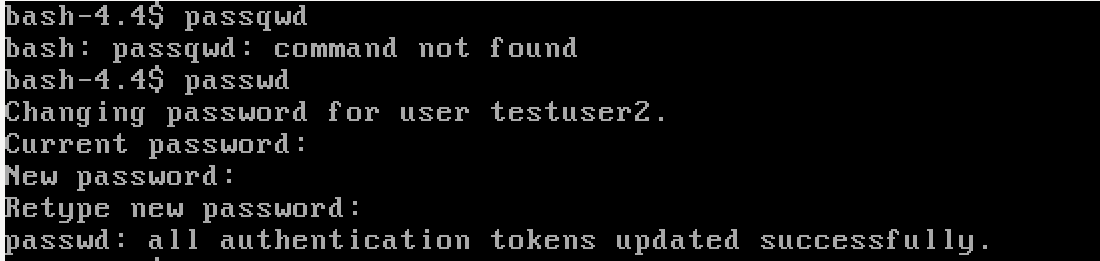 bash-4.4$ passqwd
bash: passqwd: command not found
bash-4.4$ passwd
Changing password for user testuser2.
Current password:
New password:
Retype new password:
passwd: all authentication tokens updated successfully.